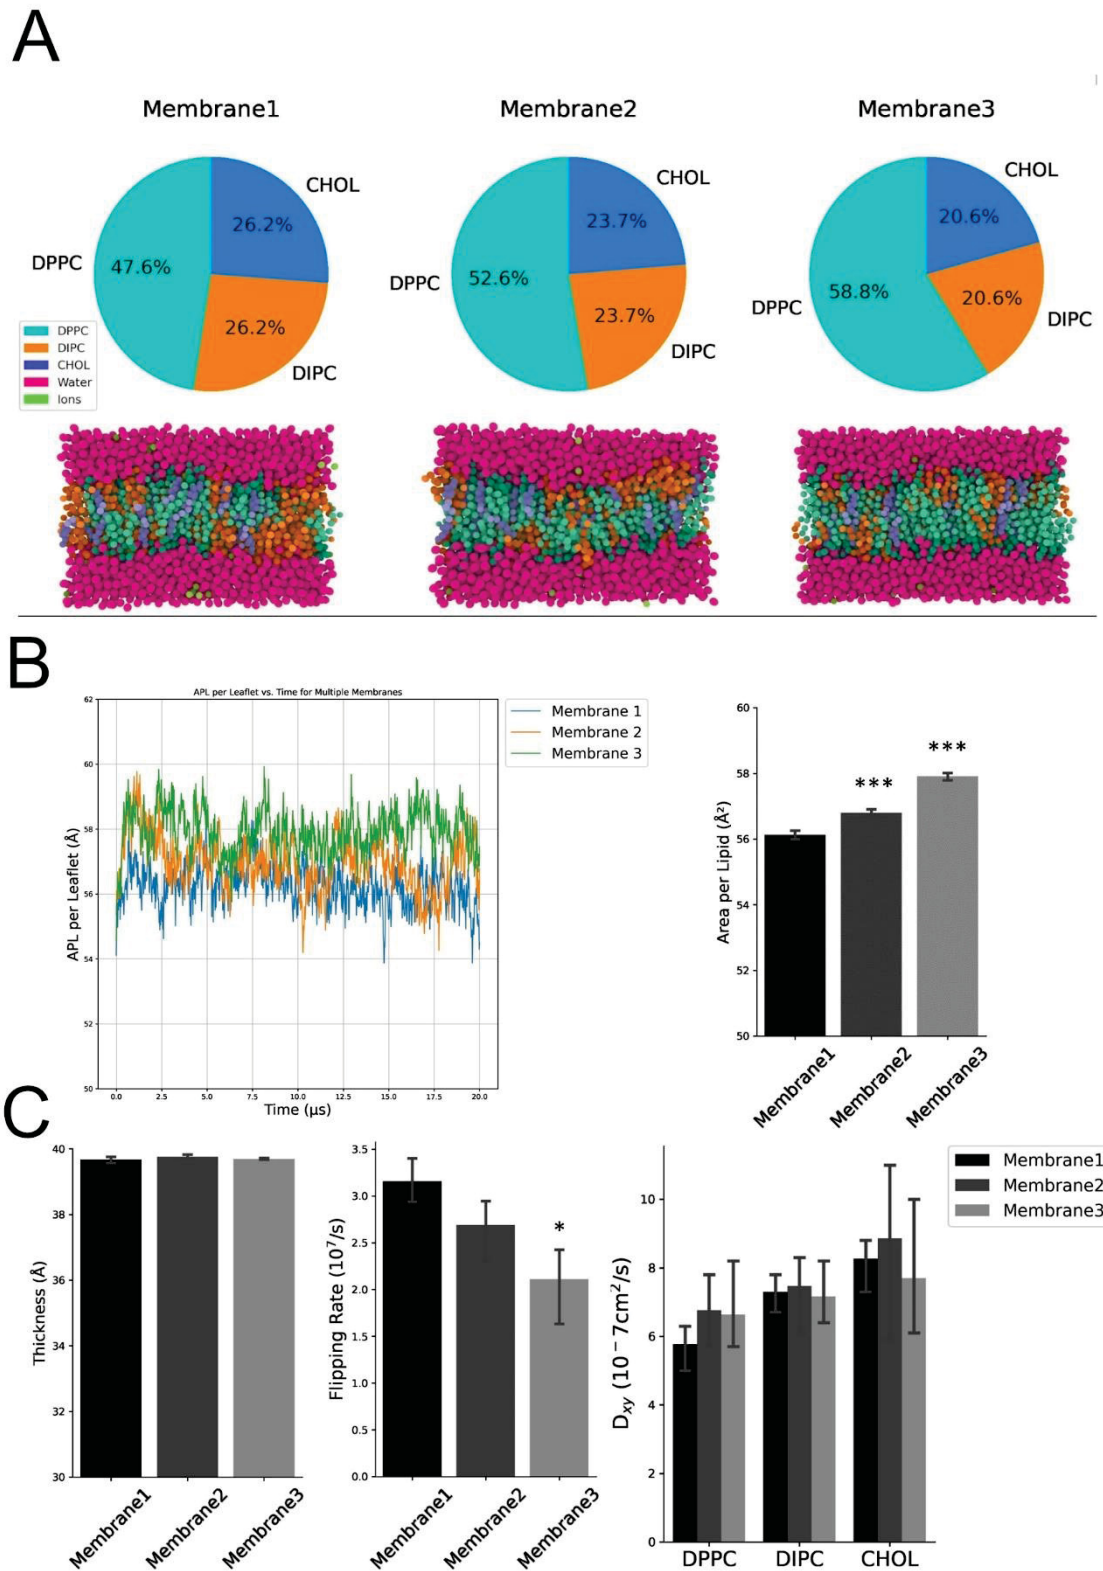 A
Membrane1
Membrane2
Membrane3
CHOL
26.2%
DPPC
47.6%
26.2%
DIPC
CHOL
23.7%
DPPC
52.6%
23.7%
DIPC
CHOL
20.6%
DPPC
58.8%
20.6%
DIPC
DPPC
DIPC
CHOL
Water
Ions
B
APL per Leaflet vs. Time for Multiple Membranes
62
60
58
56
54
52
50
APL per Leaflet (Å)
0.0 2.5 5.0 7.5 10.0 12.5 15.0 17.5 20.0
Time (µs)
Membrane 1
Membrane 2
Membrane 3
60
58
56
54
52
50
Area per Lipid (Å²)
***
***
Membrane1
Membrane2
Membrane3
C
40
38
36
34
32
30
Thickness (Å)
Membrane1
Membrane2
Membrane3
3.5
3.0
2.5
2.0
1.5
1.0
0.5
0.0
Flipping Rate (10⁷/s)
*
Membrane1
Membrane2
Membrane3
10
8
6
4
2
0
Dxy (10⁻7cm²/s)
DPPC DIPC CHOL
Membrane1
Membrane2
Membrane3